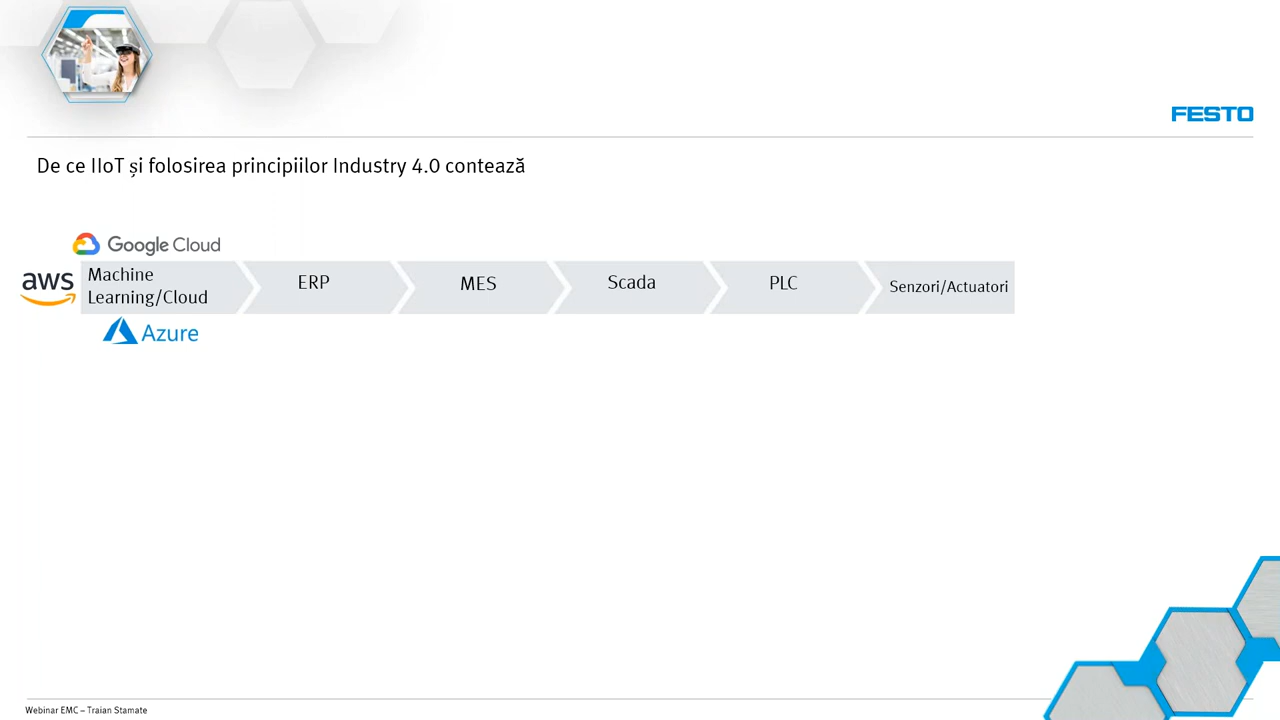 FESTO
De ce IIoT și folosirea principiilor Industry 4.0 contează
Google Cloud
aws
Machine
Learning/Cloud
ERP
MES
Scada
PLC
Senzori/Actuatori
Azure
Webinar EMC – Traian Stamate